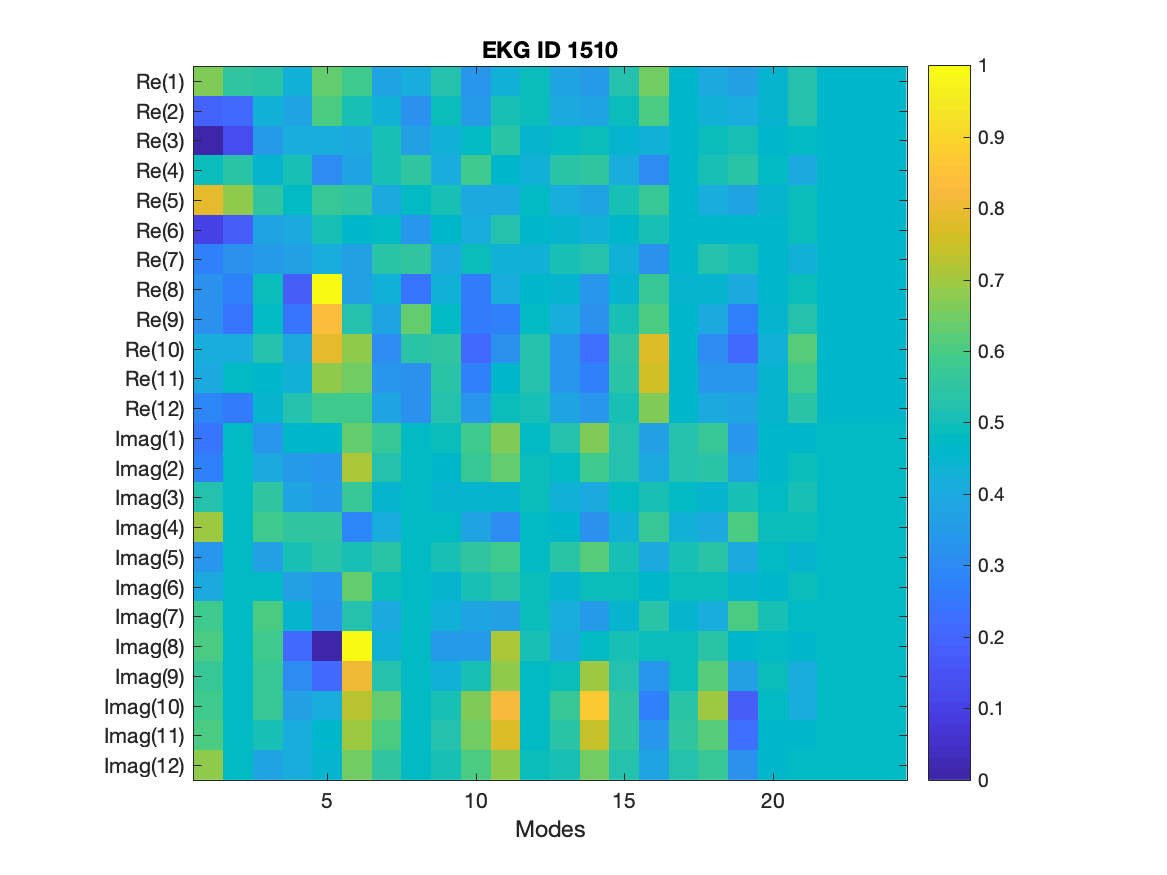 EKG ID 1510
Re(1)
Re(2)
Re(3)
Re(4)
Re(5)
Re(6)
Re(7)
Re(8)
Re(9)
Re(10)
Re(11)
Re(12)
Imag(1)
Imag(2)
Imag(3)
Imag(4)
Imag(5)
Imag(6)
Imag(7)
Imag(8)
Imag(9)
Imag(10)
Imag(11)
Imag(12)
5 10 15 20
Modes
1
0.9
0.8
0.7
0.6
0.5
0.4
0.3
0.2
0.1
0